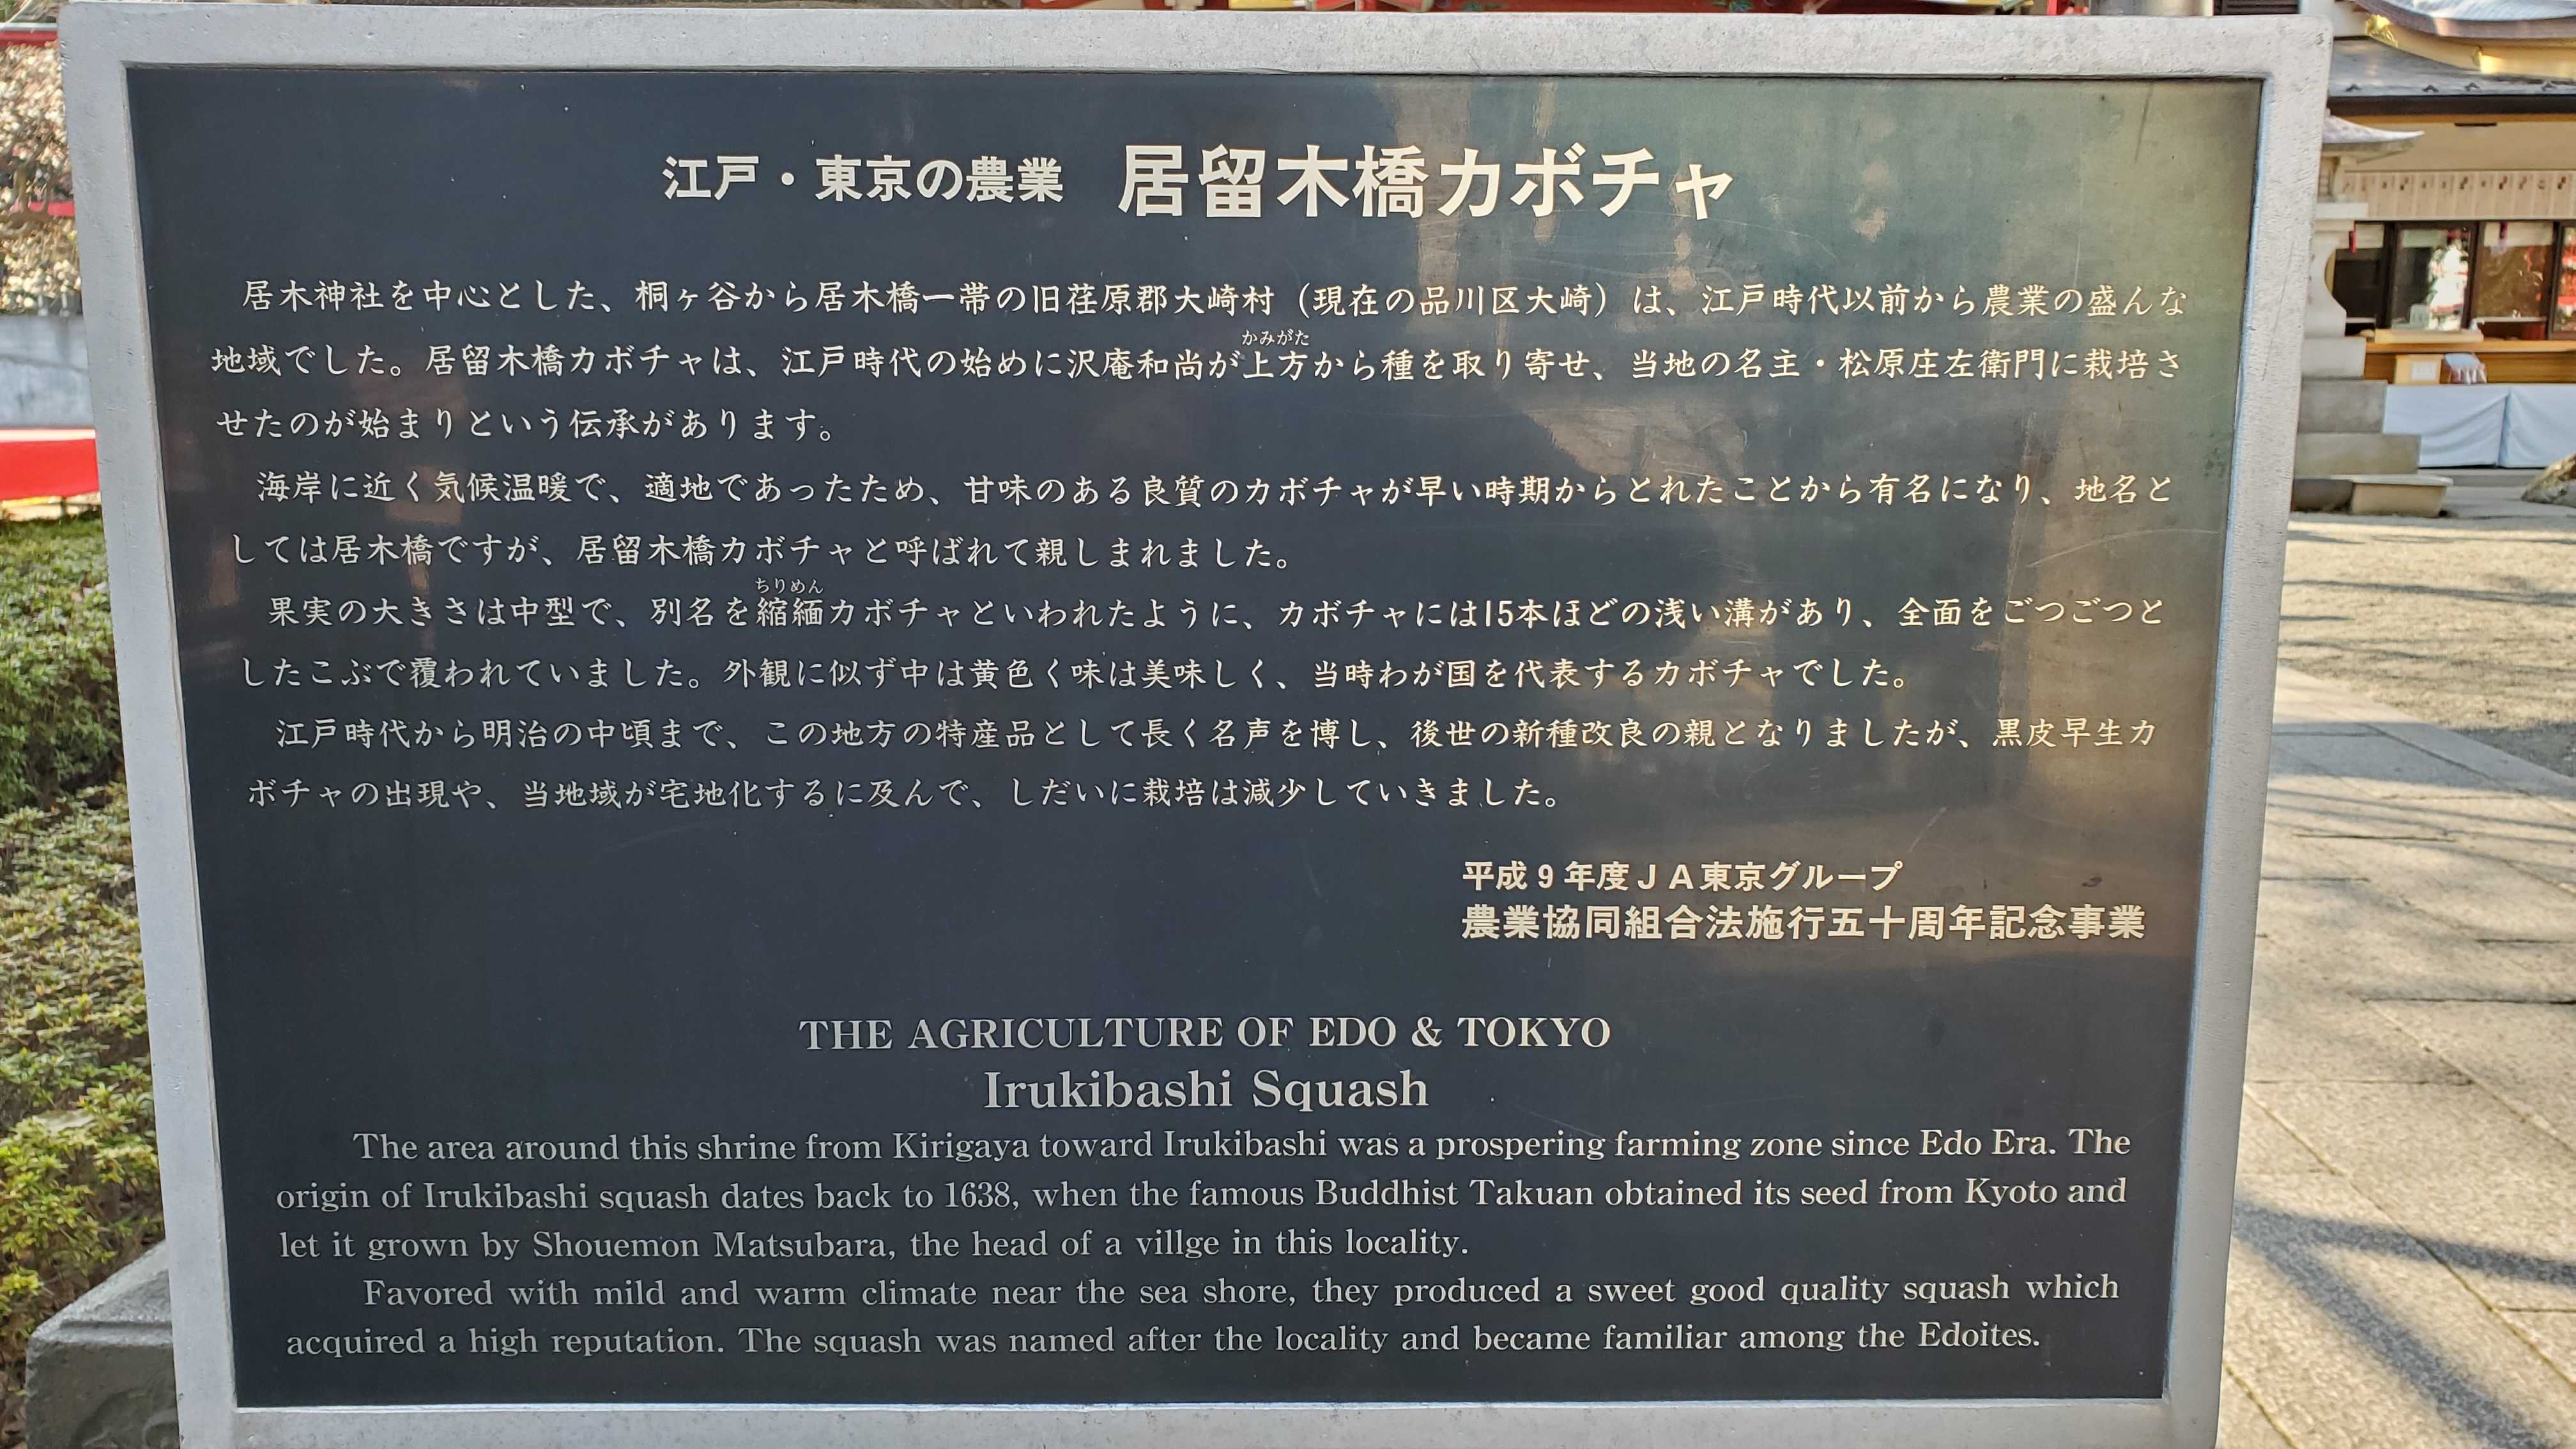 江戸・東京の農業 居留木橋カボチャ
居木神社を中心とした、桐ヶ谷から居木橋一帯の旧荏原郡大崎村（現在の品川区大崎）は、江戸時代以前から農業の盛んな
かみがた
地域でした。居留木橋カボチャは、江戸時代の始めに沢庵和尚が上方から種を取り寄せ、当地の名主・松原庄左衛門に栽培さ
せたのが始まりという伝承があります。
海岸に近く気候温暖で、適地であったため、甘味のある良質のカボチャが早い時期からとれたことから有名になり、地名と
しては居木橋ですが、居留木橋カボチャと呼ばれて親しまれました。
ちりめん
果実の大きさは中型で、別名を縮緬カボチャといわれたように、カボチャには15本ほどの浅い溝があり、全面をごつごつと
したこぶで覆われていました。外観に似ず中は黄色く味は美味しく、当時わが国を代表するカボチャでした。
江戸時代から明治の中頃まで、この地方の特産品として長く名声を博し、後世の新種改良の親となりましたが、黒皮早生カ
ボチャの出現や、当地域が宅地化するに及んで、しだいに栽培は減少していきました。
平成9年度JA東京グループ
農業協同組合法施行五十周年記念事業
THE AGRICULTURE OF EDO & TOKYO
Irukibashi Squash
The area around this shrine from Kirigaya toward Irukibashi was a prospering farming zone since Edo Era. The
origin of Irukibashi squash dates back to 1638, when the famous Buddhist Takuan obtained its seed from Kyoto and
let it grown by Shouemon Matsubara, the head of a villge in this locality.
Favored with mild and warm climate near the sea shore, they produced a sweet good quality squash which
acquired a high reputation. The squash was named after the locality and became familiar among the Edoites.